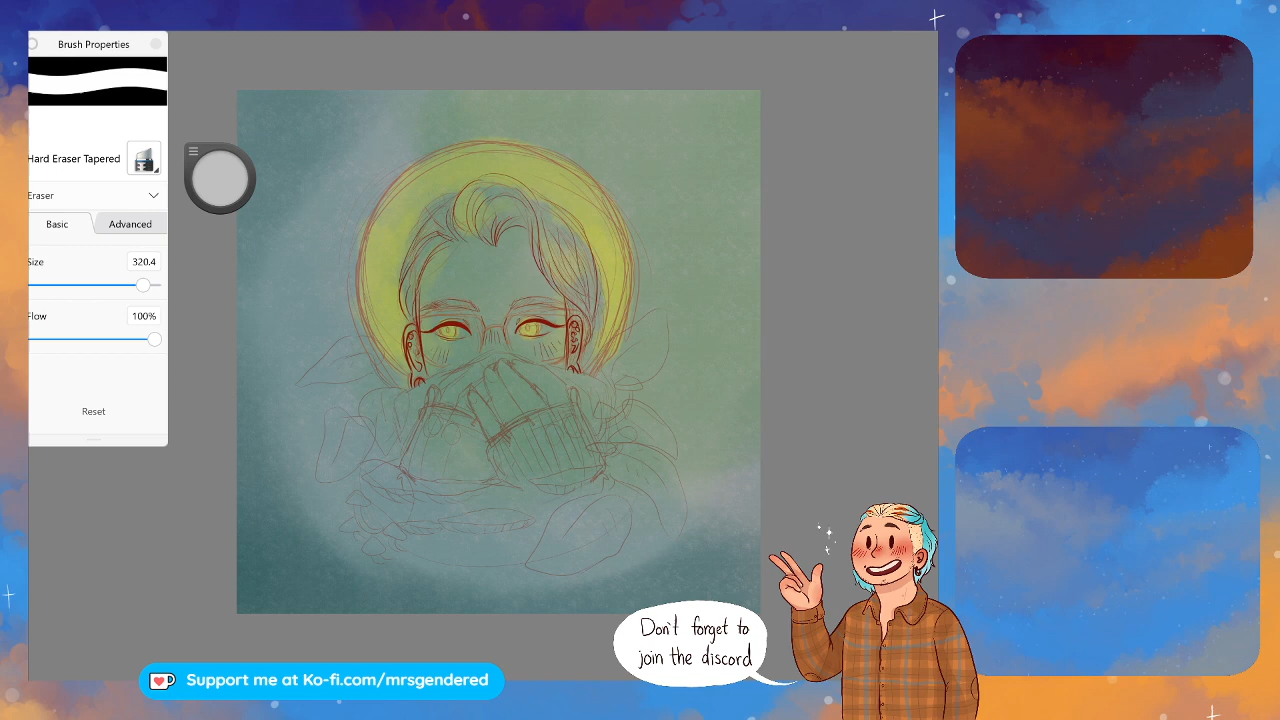 Brush Properties
Hard Eraser Tapered
Eraser
Basic
Advanced
Size
320.4
Flow
100%
Reset
Don't forget to
join the discord
Support me at Ko-fi.com/mrsgendered